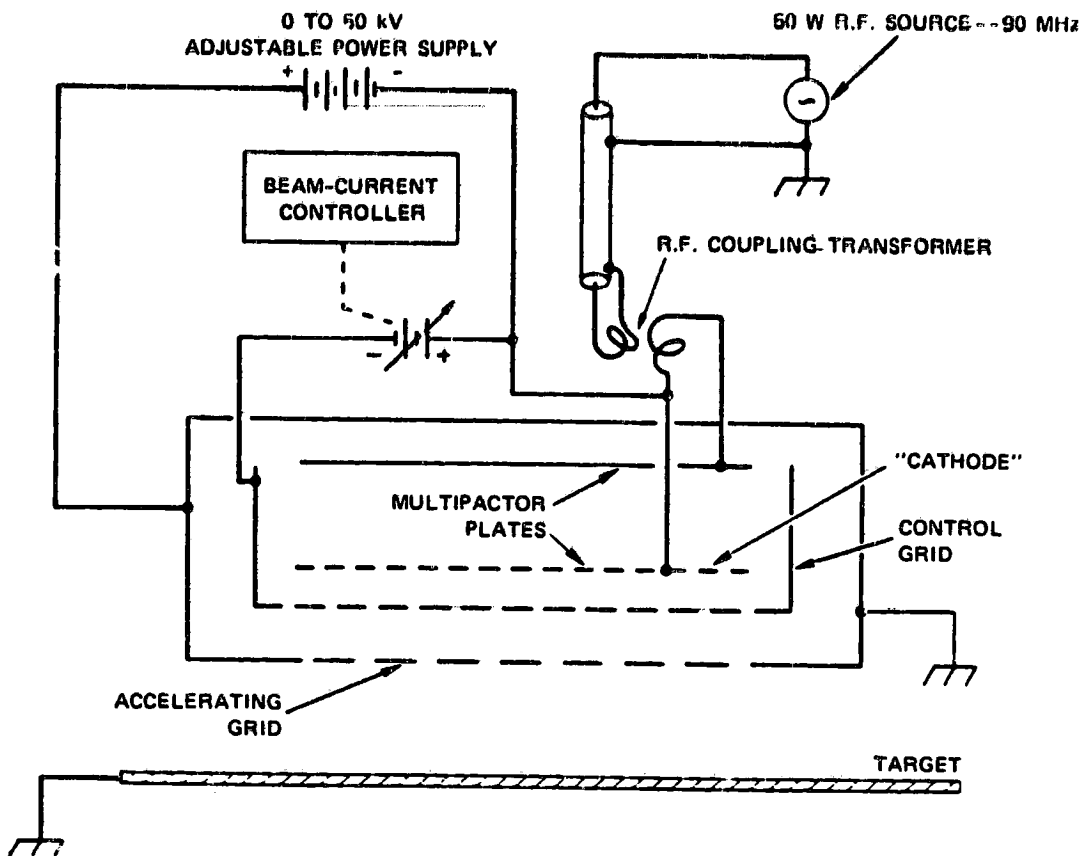 0 TO 50 kV
ADJUSTABLE POWER SUPPLY
+ -
50 W R.F. SOURCE--90 MHz
~
BEAM-CURRENT
CONTROLLER
R.F. COUPLING TRANSFORMER
- +
"CATHODE"
MULTIPACTOR
PLATES
CONTROL
GRID
ACCELERATING
GRID
TARGET